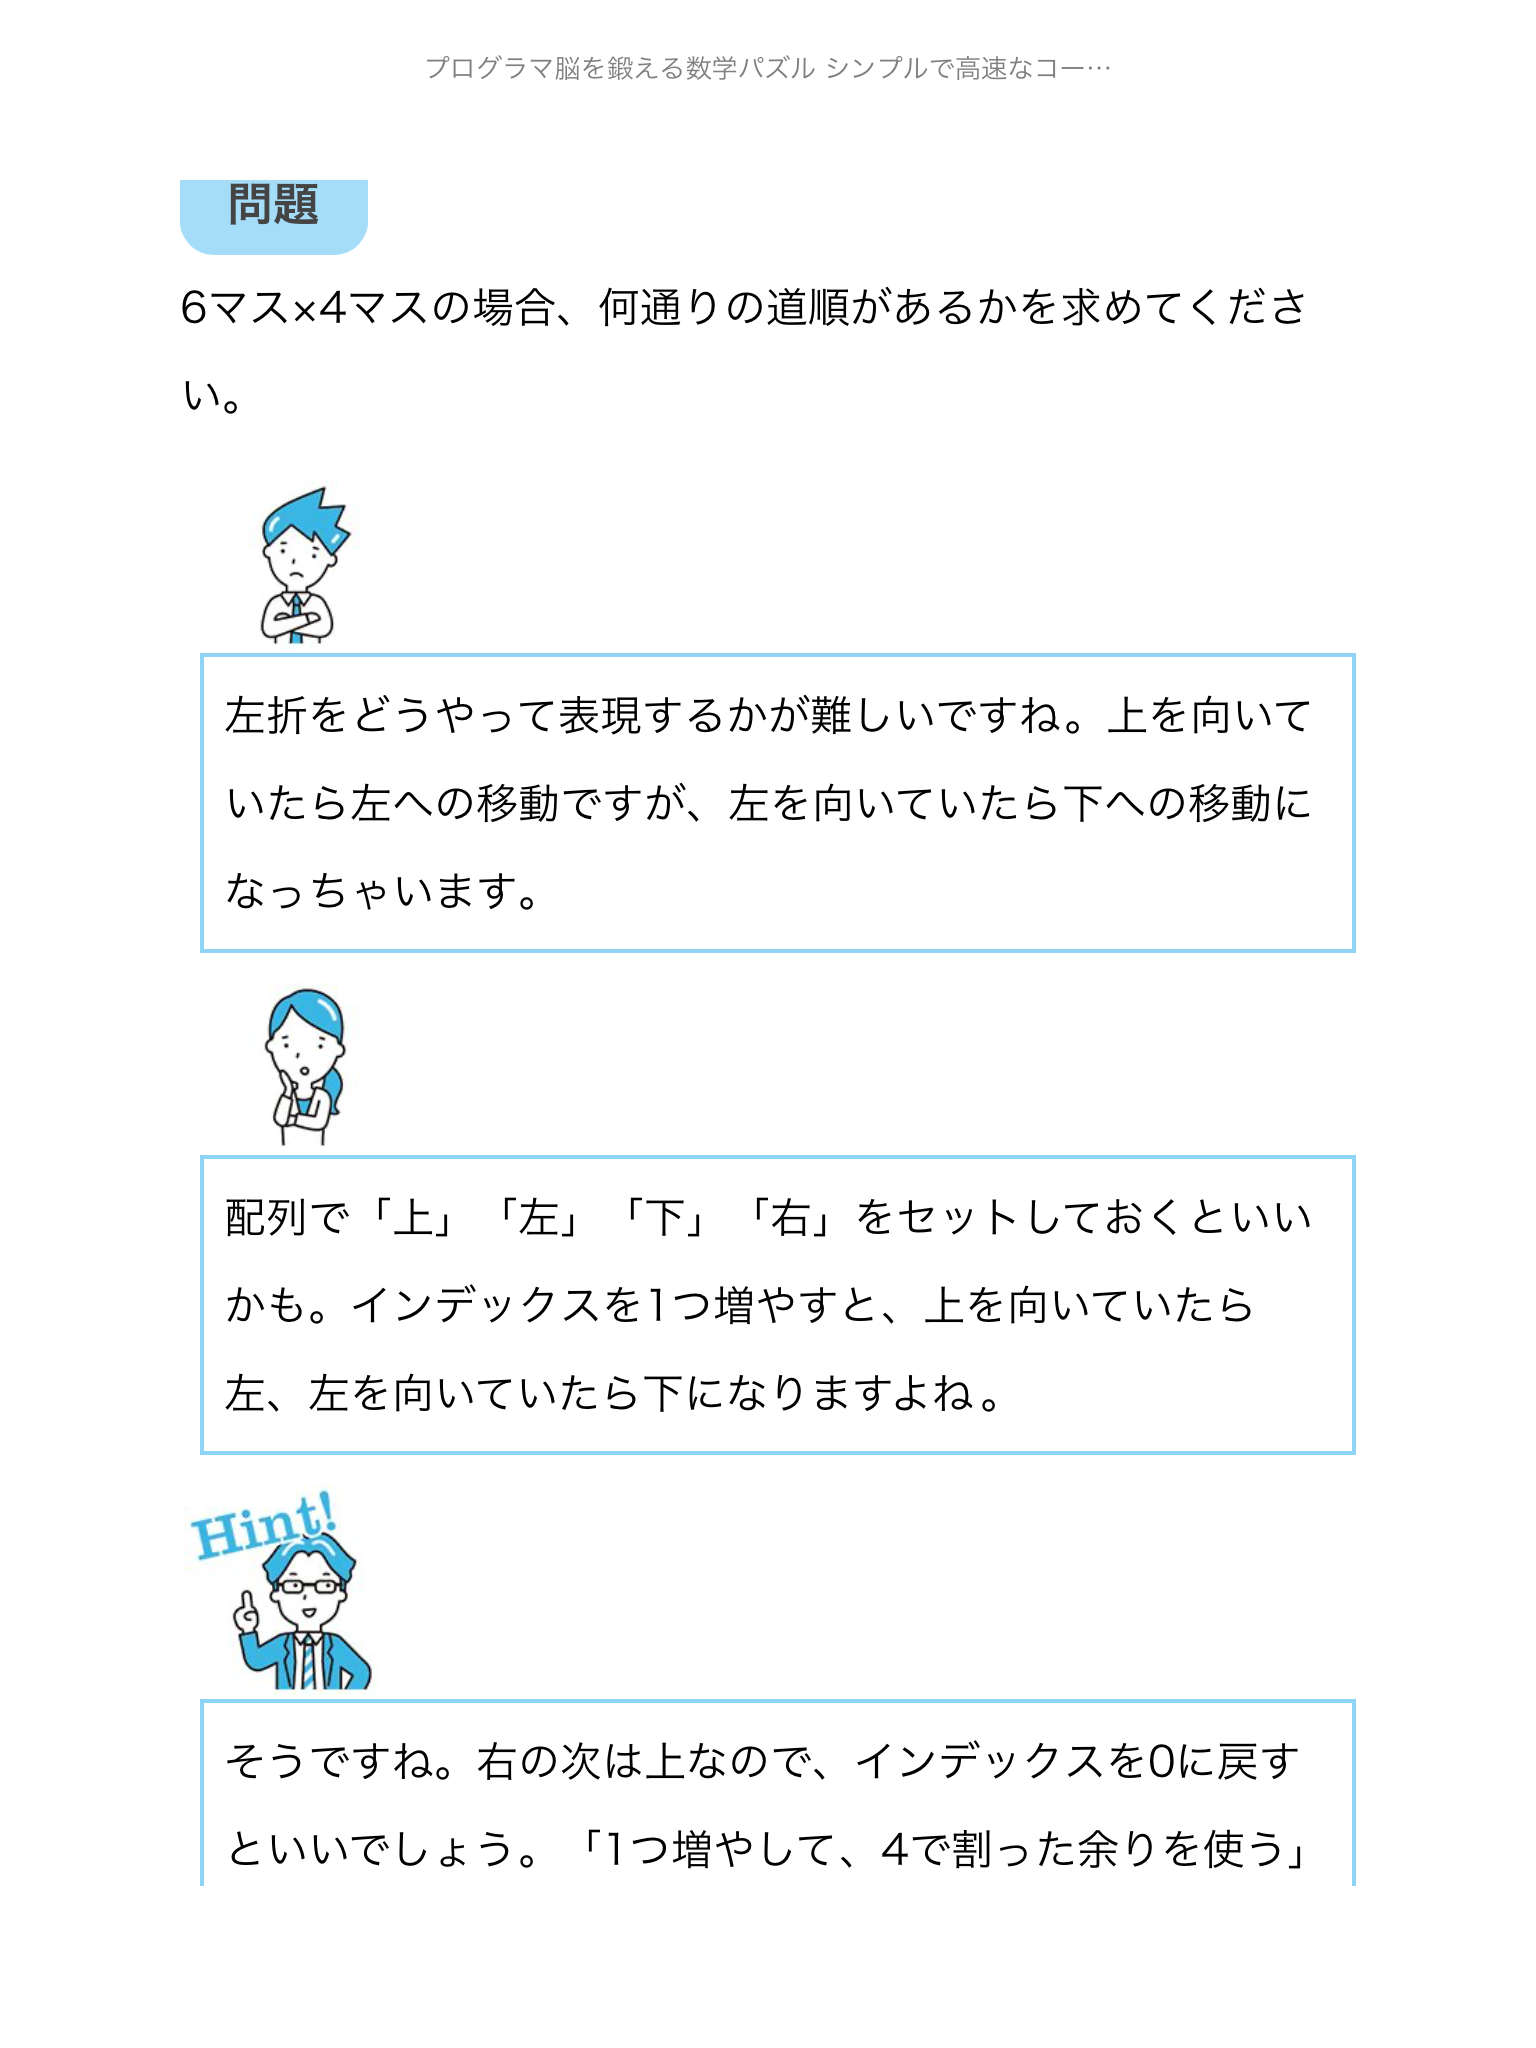 プログラマ脳を鍛える数学パズル シンプルで高速なコー…
問題
6マス×4マスの場合、何通りの道順があるかを求めてくださ
い。
左折をどうやって表現するかが難しいですね。上を向いて
いたら左への移動ですが、左を向いていたら下への移動に
なっちゃいます。
配列で「上」「左」「下」「右」をセットしておくといい
かも。インデックスを1つ増やすと、上を向いていたら
左、左を向いていたら下になりますよね。
Hint!
そうですね。右の次は上なので、インデックスを0に戻す
といいでしょう。「1つ増やして、4で割った余りを使う」